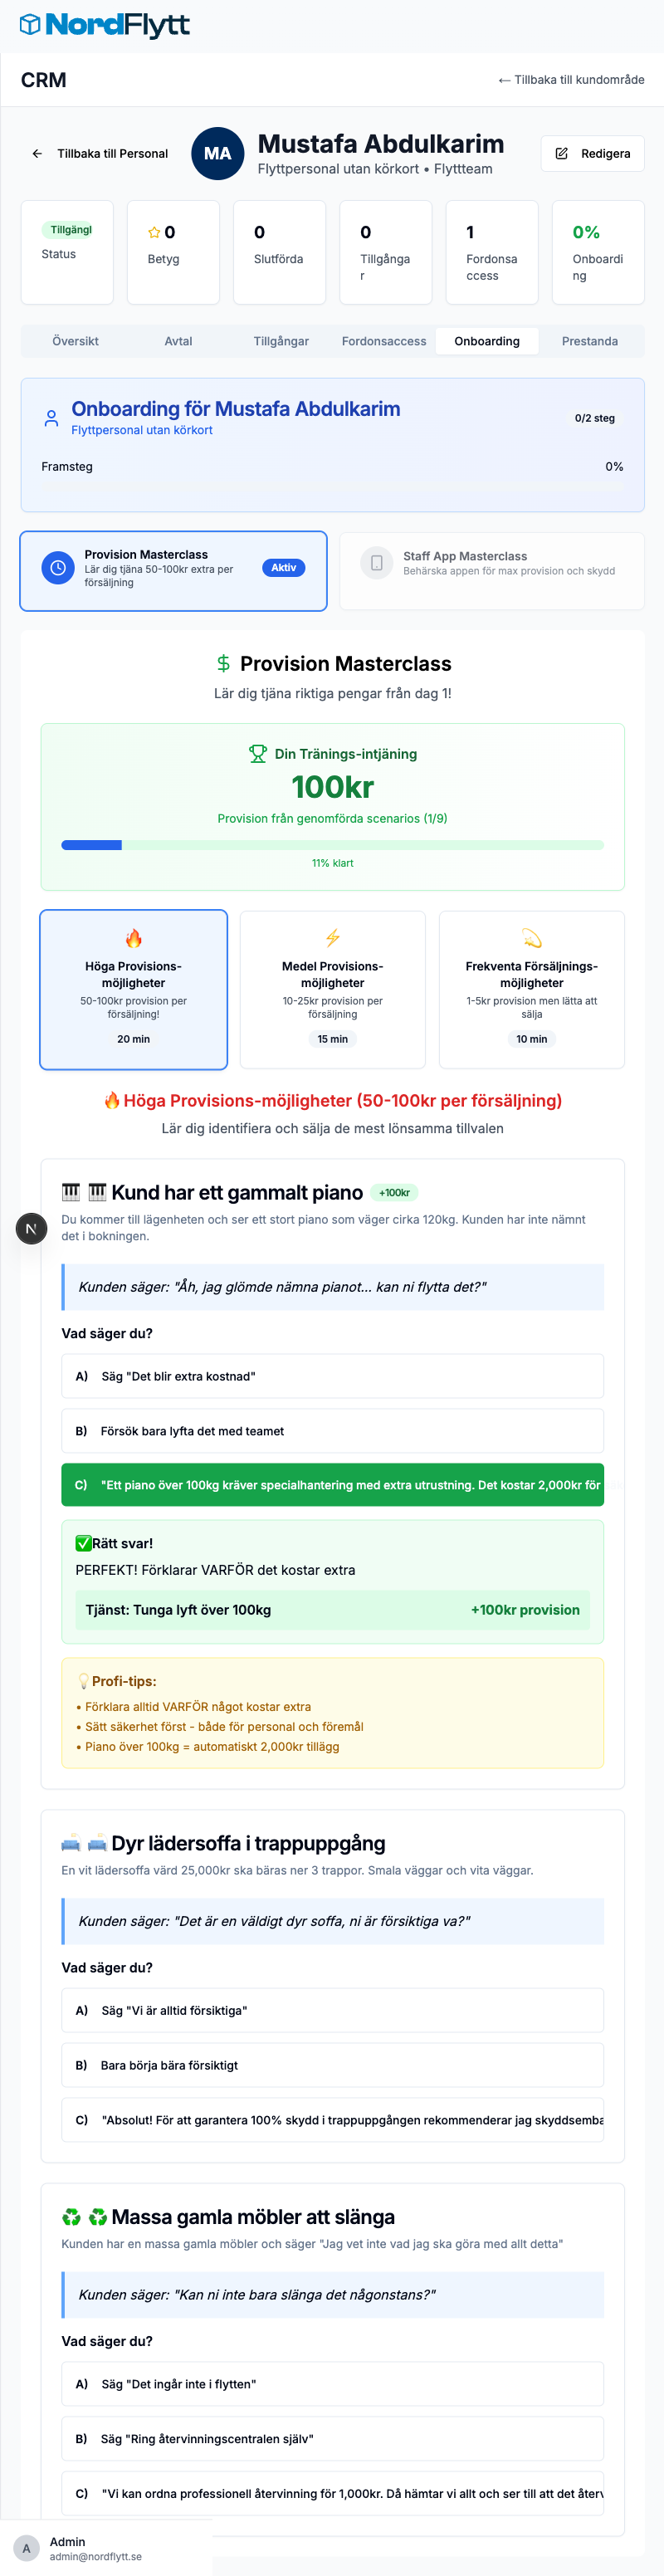 NordFlytt
CRM
← Tillbaka till kundområde
Tillbaka till Personal
MA
Mustafa Abdulkarim
Flyttpersonal utan körkort • Flyttteam
Redigera
Tillgängl
Status
0
Betyg
0
Slutförda
0
Tillgånga
r
1
Fordonsa
ccess
0%
Onboardi
ng
Översikt
Avtal
Tillgångar
Fordonsaccess
Onboarding
Prestanda
Onboarding för Mustafa Abdulkarim
Flyttpersonal utan körkort
0/2 steg
Framsteg
0%
Provision Masterclass
Lär dig tjäna 50-100kr extra per
försäljning
Aktiv
Staff App Masterclass
Behärska appen för max provision och skydd
Provision Masterclass
Lär dig tjäna riktiga pengar från dag 1!
Din Tränings-intjäning
100kr
Provision från genomförda scenarios (1/9)
11% klart
Höga Provisions-
möjligheter
50-100kr provision per
försäljning!
20 min
Medel Provisions-
möjligheter
10-25kr provision per
försäljning
15 min
Frekventa Försäljnings-
möjligheter
1-5kr provision men lätta att
sälja
10 min
Höga Provisions-möjligheter (50-100kr per försäljning)
Lär dig identifiera och sälja de mest lönsamma tillvalen
Kund har ett gammalt piano
+100kr
Du kommer till lägenheten och ser ett stort piano som väger cirka 120kg. Kunden har inte nämnt
det i bokningen.
Kunden säger: "Åh, jag glömde nämna pianot... kan ni flytta det?"
Vad säger du?
A) Säg "Det blir extra kostnad"
B) Försök bara lyfta det med teamet
C) "Ett piano över 100kg kräver specialhantering med extra utrustning. Det kostar 2,000kr för
Rätt svar!
PERFEKT! Förklarar VARFÖR det kostar extra
Tjänst: Tunga lyft över 100kg
+100kr provision
Profi-tips:
• Förklara alltid VARFÖR något kostar extra
• Sätt säkerhet först - både för personal och föremål
• Piano över 100kg = automatiskt 2,000kr tillägg
Dyr lädersoffa i trappuppgång
En vit lädersoffa värd 25,000kr ska bäras ner 3 trappor. Smala väggar och vita väggar.
Kunden säger: "Det är en väldigt dyr soffa, ni är försiktiga va?"
Vad säger du?
A) Säg "Vi är alltid försiktiga"
B) Bara börja bära försiktigt
C) "Absolut! För att garantera 100% skydd i trappuppgången rekommenderar jag skyddsemba
Massa gamla möbler att slänga
Kunden har en massa gamla möbler och säger "Jag vet inte vad jag ska göra med allt detta"
Kunden säger: "Kan ni inte bara slänga det någonstans?"
Vad säger du?
A) Säg "Det ingår inte i flytten"
B) Säg "Ring återvinningscentralen själv"
C) "Vi kan ordna professionell återvinning för 1,000kr. Då hämtar vi allt och ser till att det återv
N
A
Admin
admin@nordflytt.se